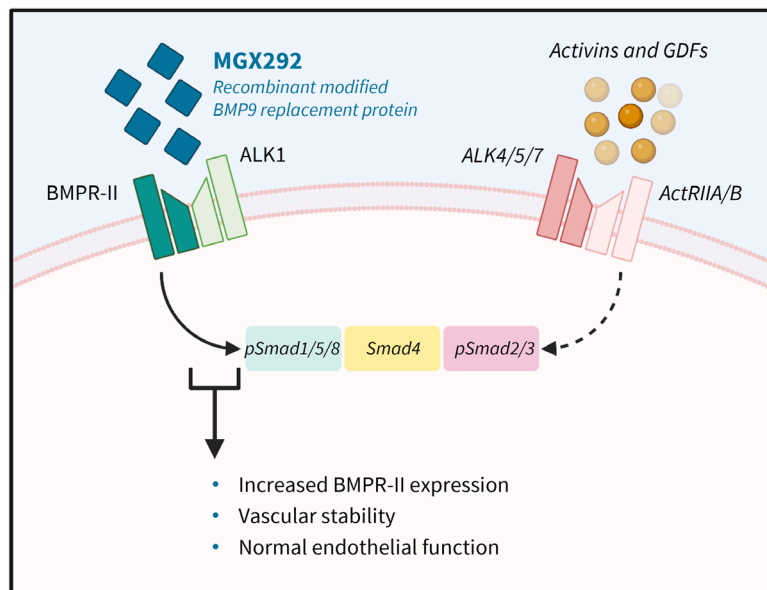 MGX292
Recombinant modified
BMP9 replacement protein
Activins and GDFs
BMPR-II
ALK1
ALK4/5/7
ActRIIA/B
pSmad1/5/8
Smad4
pSmad2/3
• Increased BMPR-II expression
• Vascular stability
• Normal endothelial function